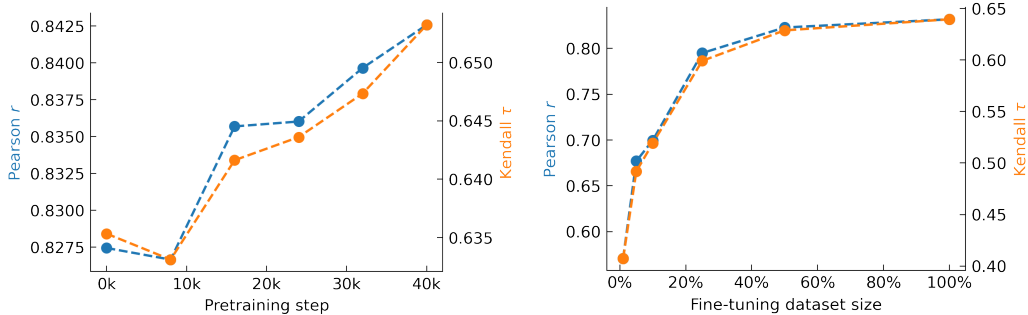 Pearson r
0.8425
0.8400
0.8375
0.8350
0.8325
0.8300
0.8275
0k
10k
20k
30k
40k
Pretraining step
0.650
0.645
0.640
0.635
Kendall τ
Pearson r
0.80
0.75
0.70
0.65
0.60
0%
20%
40%
60%
80%
100%
Fine-tuning dataset size
0.65
0.60
0.55
0.50
0.45
0.40
Kendall τ